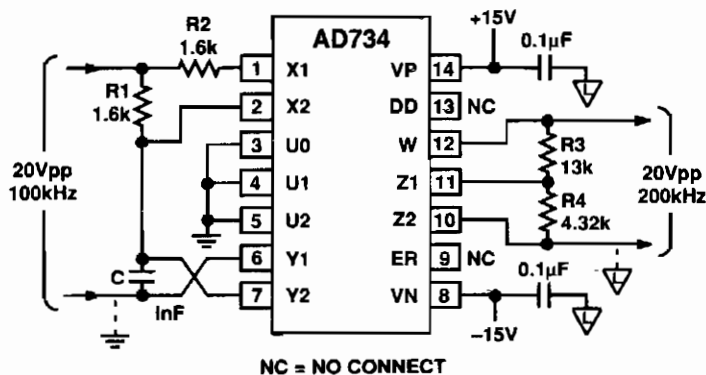 +15V
R2
1.6k
AD734
0.1µF
1 X1 VP 14
L
R1
1.6k
2 X2 DD 13 NC
3 U0 W 12
R3
13k
20Vpp
100kHz
20Vpp
200kHz
4 U1 Z1 11
R4
4.32k
5 U2 Z2 10
6 Y1 ER 9 NC
C
0.1µF
L
7 Y2 VN 8
InF
L
–15V
NC = NO CONNECT